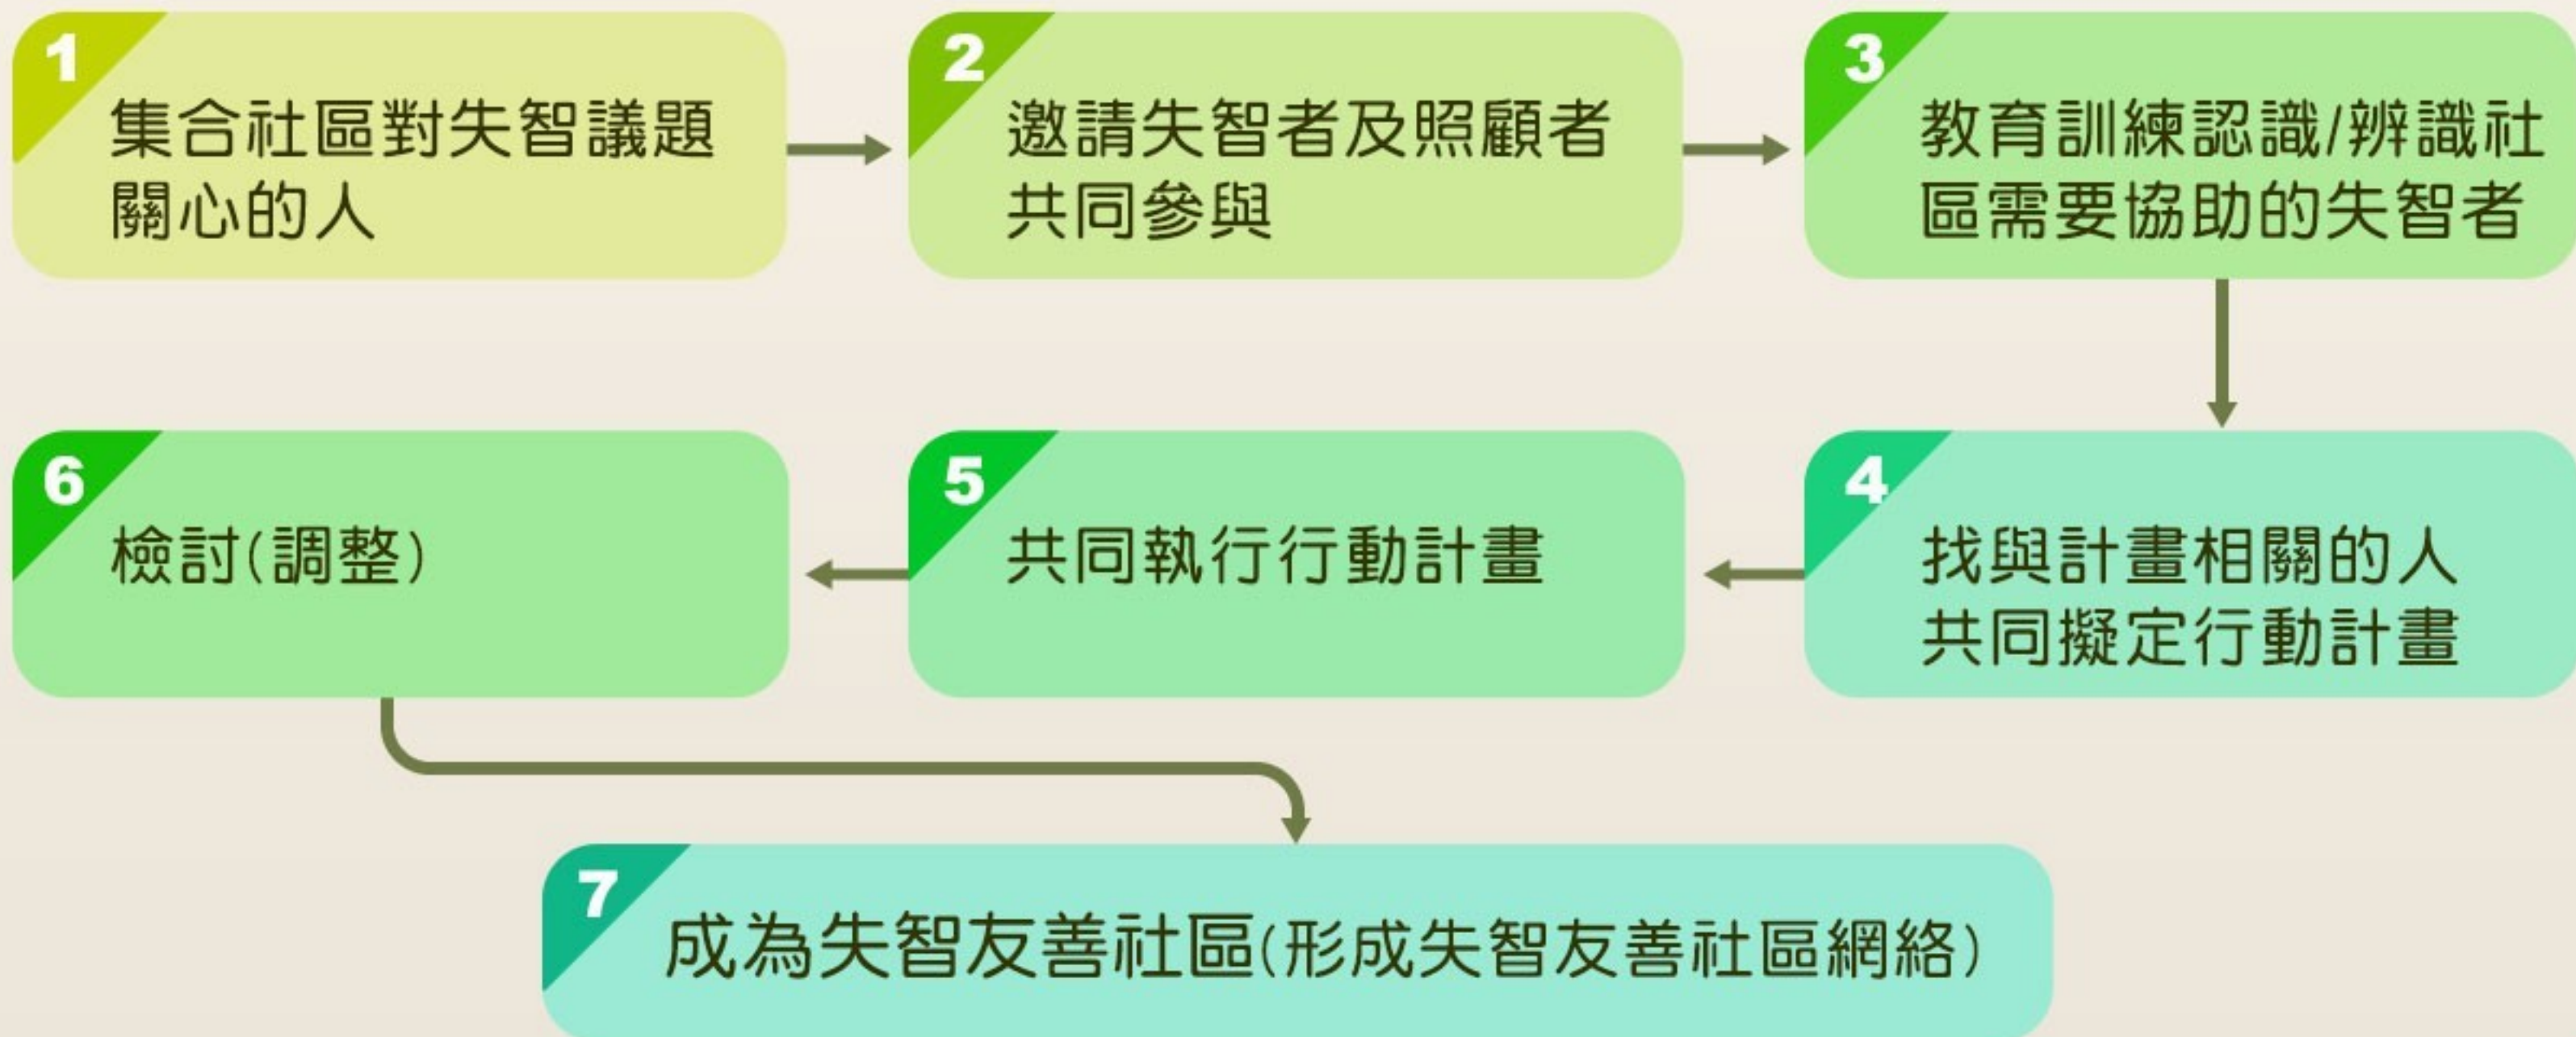 1
集合社區對失智議題
關心的人
2
邀請失智者及照顧者
共同參與
3
教育訓練認識/辨識社
區需要協助的失智者
4
找與計畫相關的人
共同擬定行動計畫
5
共同執行行動計畫
6
檢討(調整)
7
成為失智友善社區(形成失智友善社區網絡)